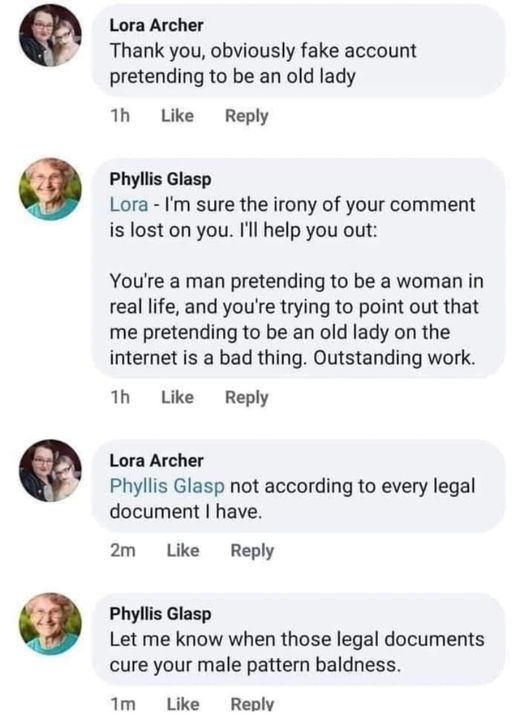 Lora Archer
Thank you, obviously fake account
pretending to be an old lady
1h Like Reply
Phyllis Glasp
Lora - I'm sure the irony of your comment
is lost on you. I'll help you out:
You're a man pretending to be a woman in
real life, and you're trying to point out that
me pretending to be an old lady on the
internet is a bad thing. Outstanding work.
1h Like Reply
Lora Archer
Phyllis Glasp not according to every legal
document I have.
2m Like Reply
Phyllis Glasp
Let me know when those legal documents
cure your male pattern baldness.
1m Like Reply